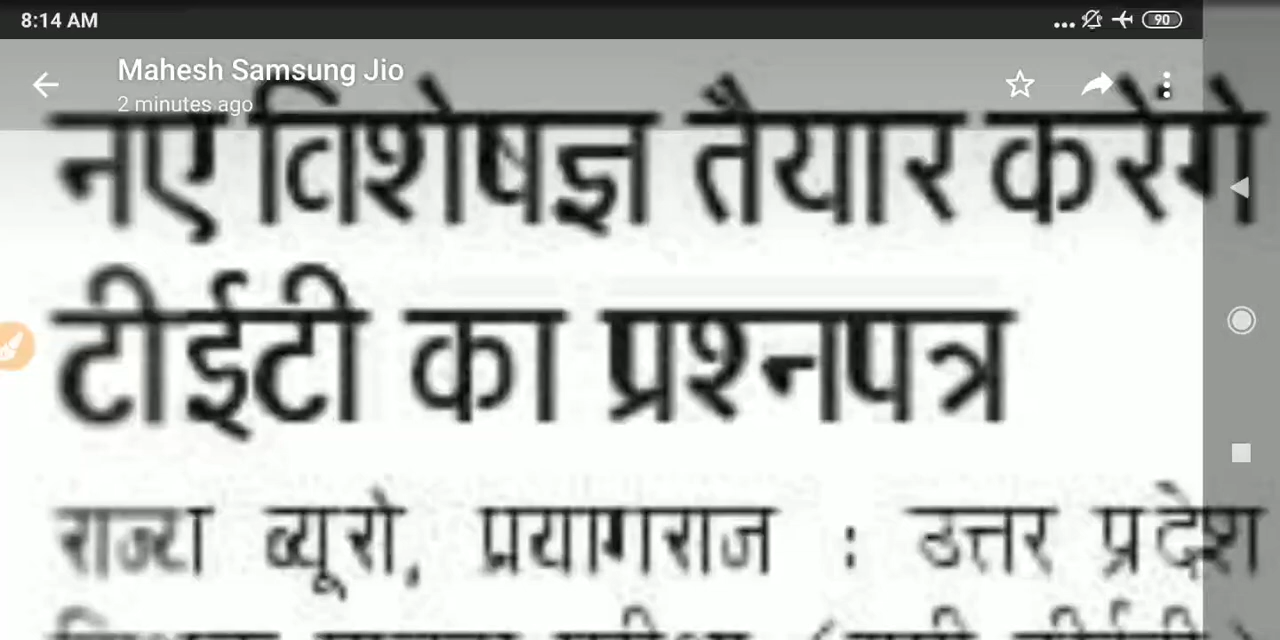 8:14 AM
90
Mahesh Samsung Jio
2 minutes ago
नए विशेषज्ञ तैयार करेंगे
टीईटी का प्रश्नपत्र
राज्य ब्यूरो, प्रयागराज : उत्तर प्रदेश